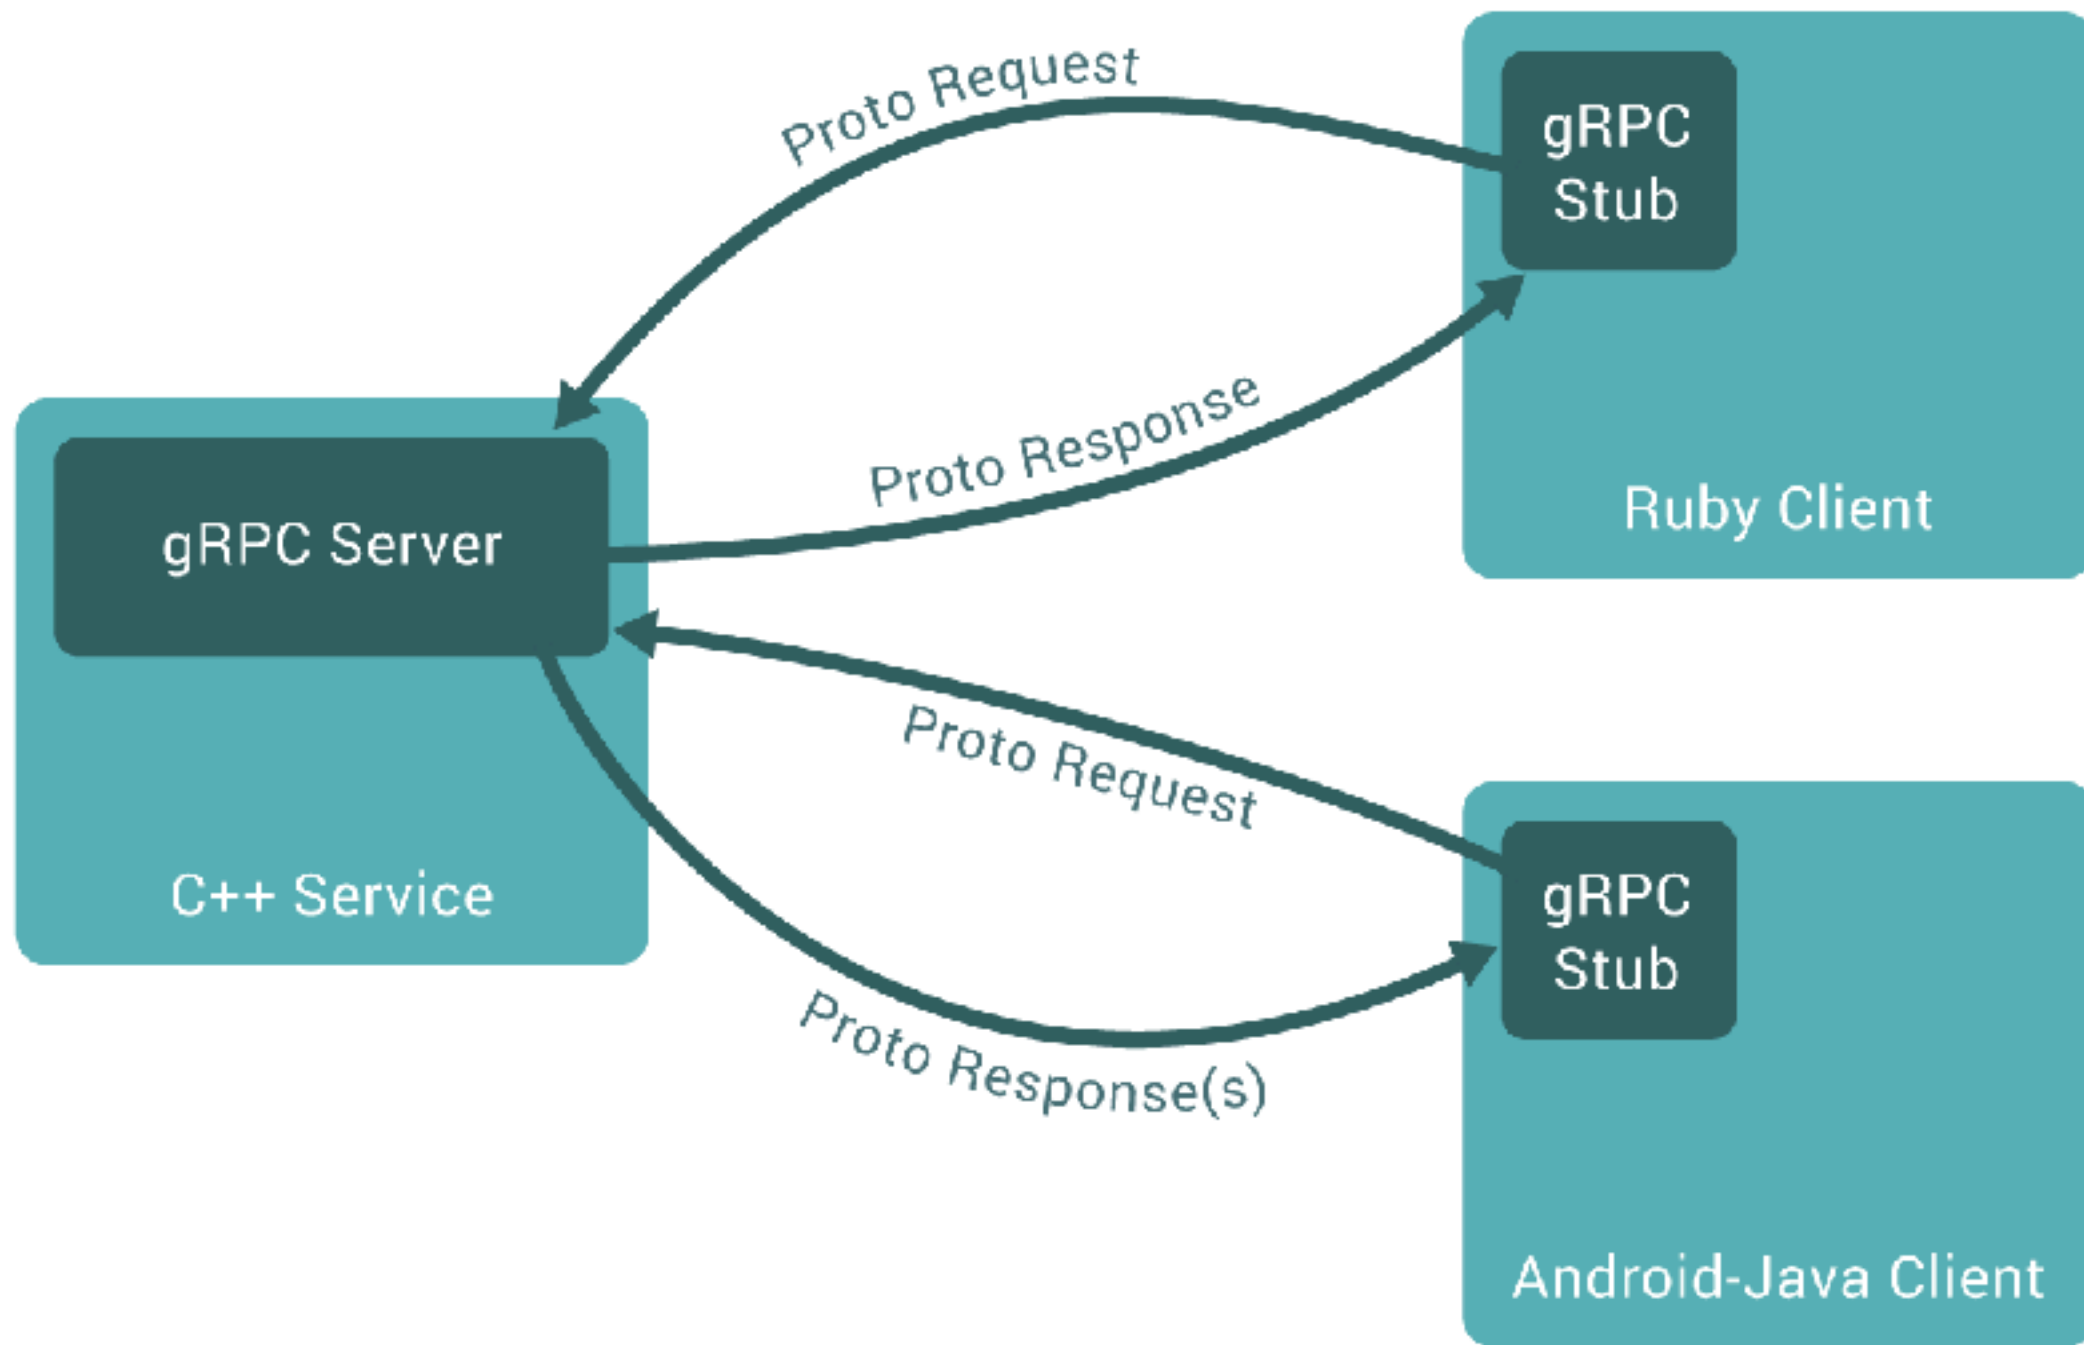 Proto Request
gRPC
Stub
Proto Response
Ruby Client
gRPC Server
C++ Service
Proto Request
gRPC
Stub
Proto Response(s)
Android-Java Client